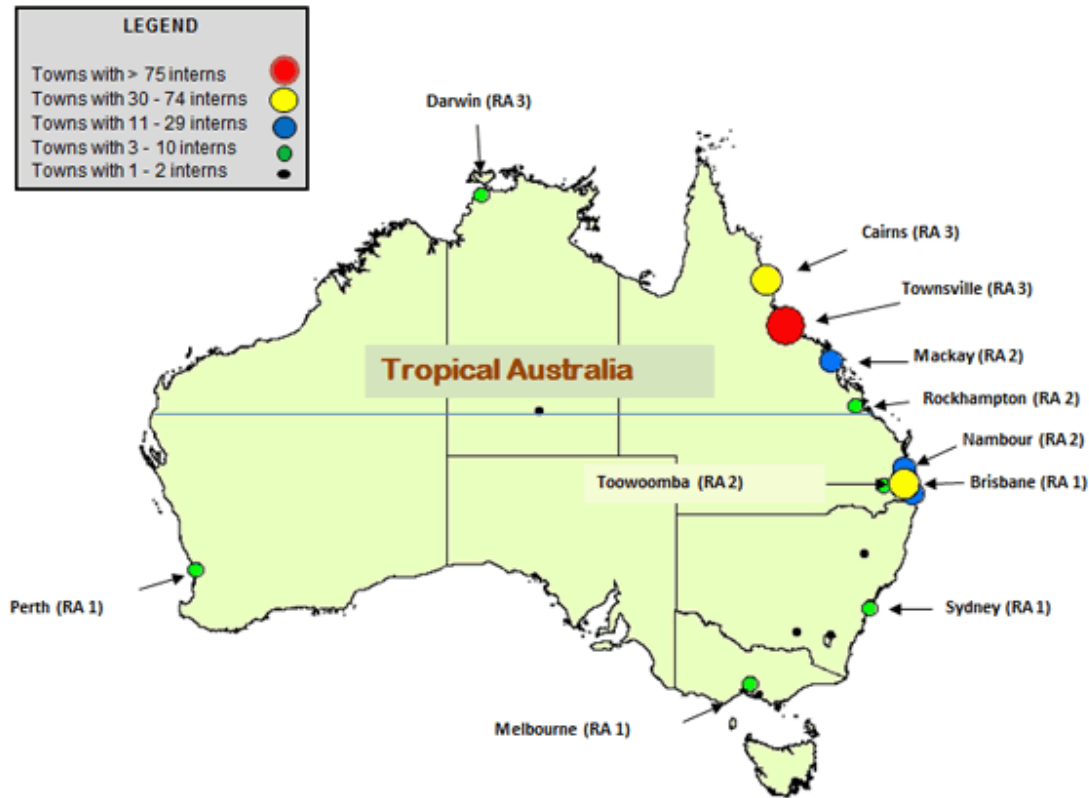 LEGEND
Towns with > 75 interns
Towns with 30 - 74 interns
Towns with 11 - 29 interns
Towns with 3 - 10 interns
Towns with 1 - 2 interns
Darwin (RA 3)
Cairns (RA 3)
Townsville (RA 3)
Mackay (RA 2)
Tropical Australia
Rockhampton (RA 2)
Nambour (RA 2)
Toowoomba (RA 2)
Brisbane (RA 1)
Perth (RA 1)
Sydney (RA 1)
Melbourne (RA 1)